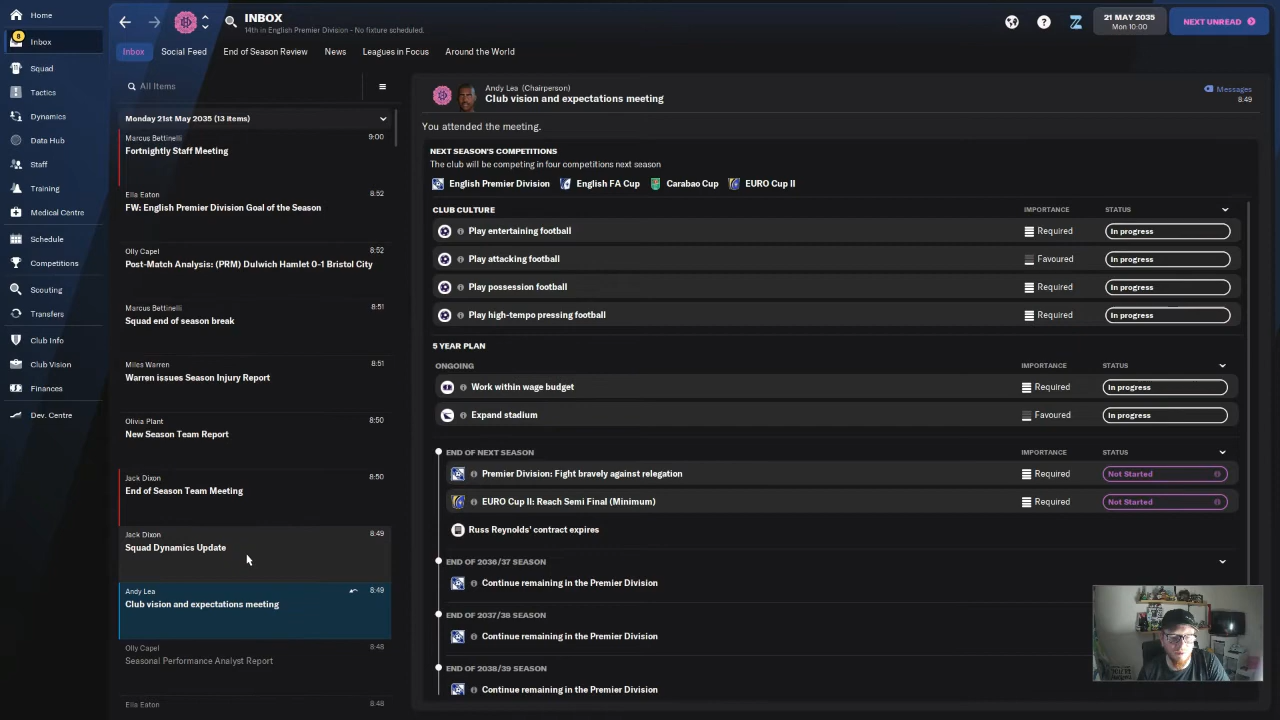 Home
8
Inbox
Squad
Tactics
Dynamics
Data Hub
Staff
Training
Medical Centre
Schedule
Competitions
Scouting
Transfers
Club Info
Club Vision
Finances
Dev. Centre
INBOX
14th in English Premier Division - No fixture scheduled.
21 MAY 2035
Mon 10:00
NEXT UNREAD
Inbox
Social Feed
End of Season Review
News
Leagues in Focus
Around the World
All Items
Monday 21st May 2035 (13 items)
Marcus Bettinelli 9:00
Fortnightly Staff Meeting
Ella Eaton 8:52
FW: English Premier Division Goal of the Season
Olly Capel 8:52
Post-Match Analysis: (PRM) Dulwich Hamlet 0-1 Bristol City
Marcus Bettinelli 8:51
Squad end of season break
Miles Warren 8:51
Warren issues Season Injury Report
Olivia Plant 8:50
New Season Team Report
Jack Dixon 8:50
End of Season Team Meeting
Jack Dixon 8:49
Squad Dynamics Update
Andy Lea 8:49
Club vision and expectations meeting
Olly Capel 8:48
Seasonal Performance Analyst Report
Ella Eaton 8:48
Andy Lea (Chairperson)
Club vision and expectations meeting
Messages
8:49
You attended the meeting.
NEXT SEASON'S COMPETITIONS
The club will be competing in four competitions next season
English Premier Division English FA Cup Carabao Cup EURO Cup II
CLUB CULTURE IMPORTANCE STATUS
Play entertaining football Required In progress
Play attacking football Favoured In progress
Play possession football Required In progress
Play high-tempo pressing football Required In progress
5 YEAR PLAN
ONGOING IMPORTANCE STATUS
Work within wage budget Required In progress
Expand stadium Favoured In progress
END OF NEXT SEASON IMPORTANCE STATUS
Premier Division: Fight bravely against relegation Required Not Started
EURO Cup II: Reach Semi Final (Minimum) Required Not Started
Russ Reynolds' contract expires
END OF 2036/37 SEASON
Continue remaining in the Premier Division
END OF 2037/38 SEASON
Continue remaining in the Premier Division
END OF 2038/39 SEASON
Continue remaining in the Premier Division